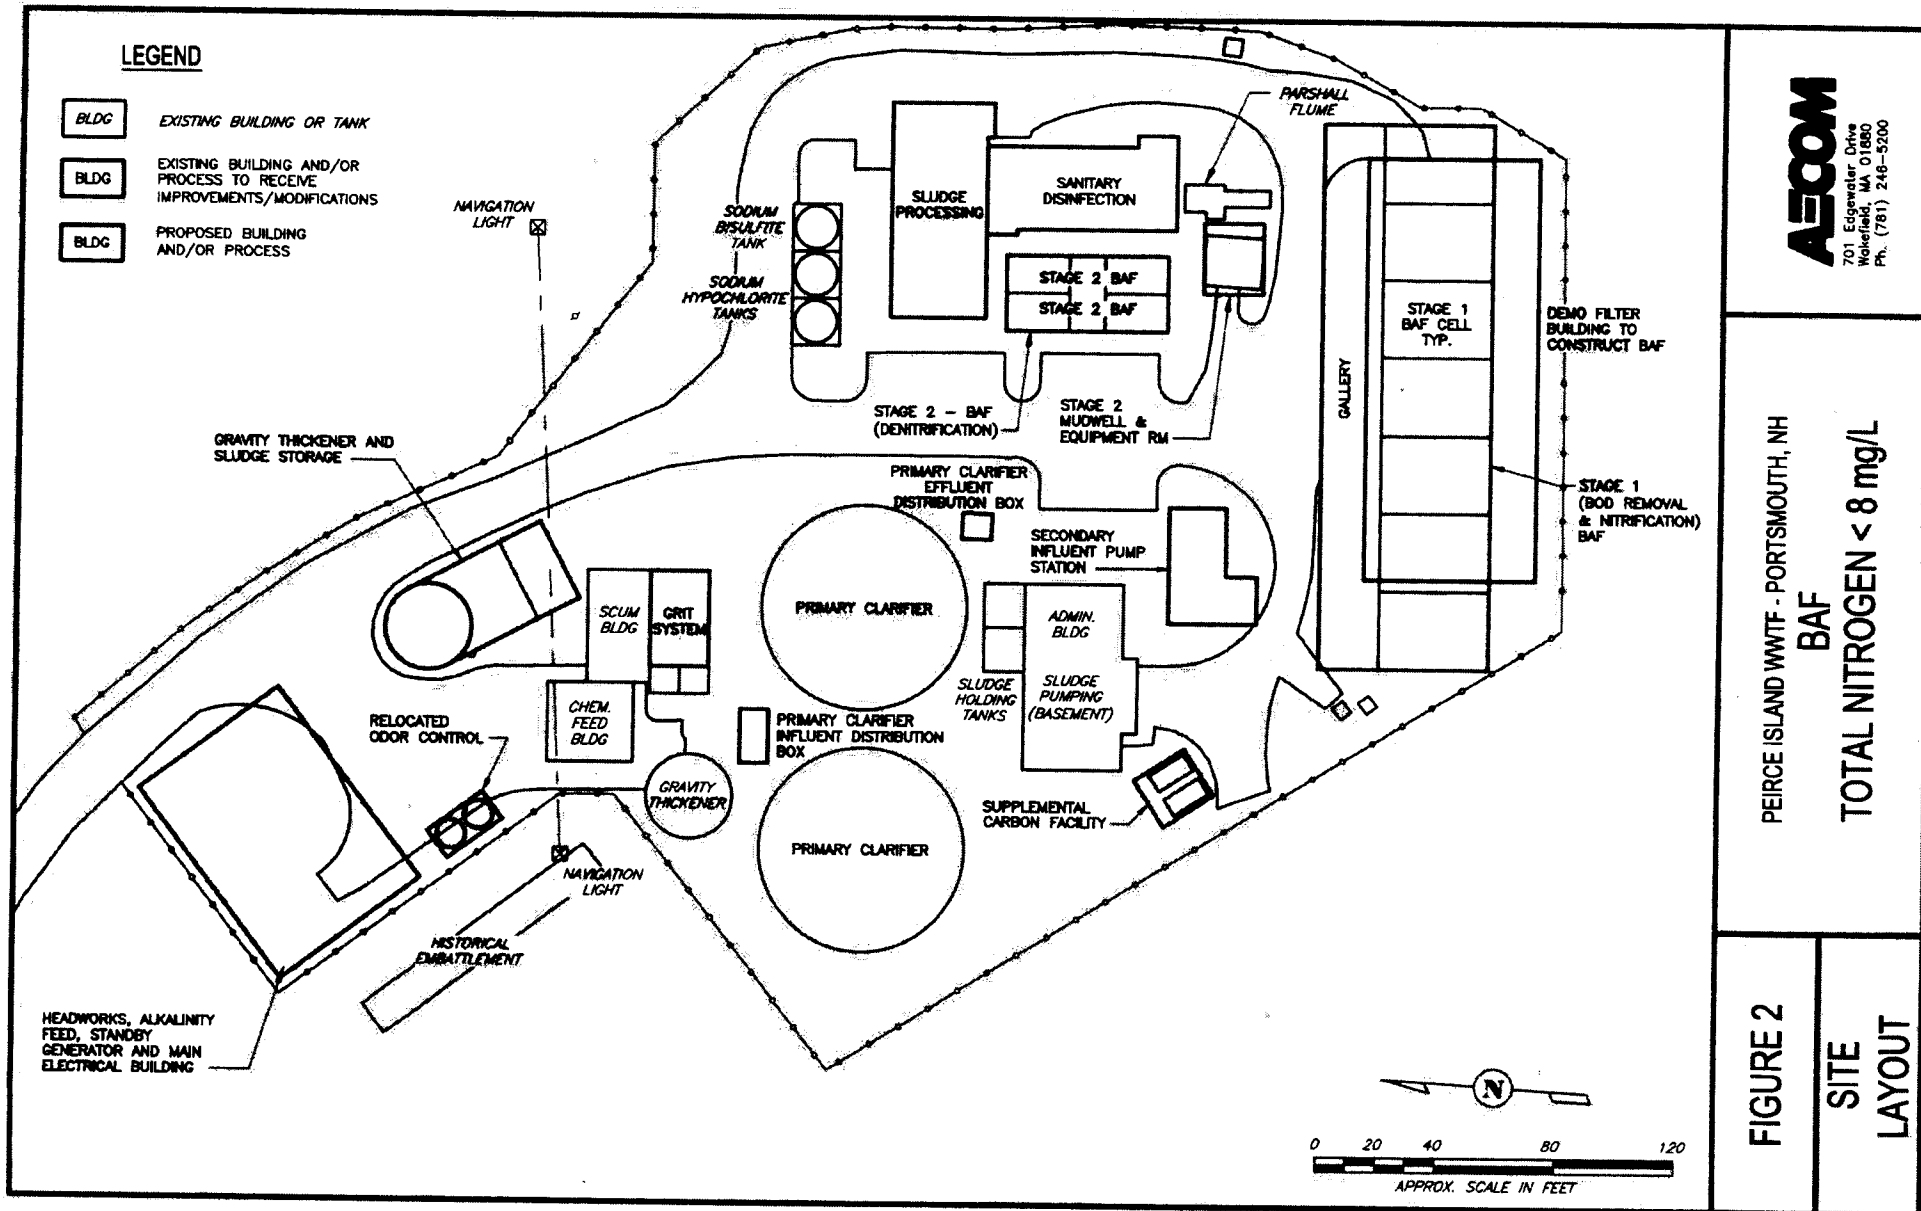 LEGEND
BLDG
EXISTING BUILDING OR TANK
BLDG
EXISTING BUILDING AND/OR
PROCESS TO RECEIVE
IMPROVEMENTS/MODIFICATIONS
BLDG
PROPOSED BUILDING
AND/OR PROCESS
NAVIGATION
LIGHT
SODIUM
BISULFITE
TANK
SODIUM
HYPOCHLORITE
TANKS
SLUDGE
PROCESSING
SANITARY
DISINFECTION
PARSHALL
FLUME
STAGE 2 BAF
STAGE 2 BAF
STAGE 2 - BAF
(DENITRIFICATION)
STAGE 2
MUDWELL &
EQUIPMENT RM
GALLERY
STAGE 1
BAF CELL
TYP.
DEMO FILTER
BUILDING TO
CONSTRUCT BAF
STAGE 1
(BOD REMOVAL
& NITRIFICATION)
BAF
GRAVITY THICKENER AND
SLUDGE STORAGE
PRIMARY CLARIFIER
EFFLUENT
DISTRIBUTION BOX
SECONDARY
INFLUENT PUMP
STATION
SCUM
BLDG
GRIT
SYSTEM
PRIMARY CLARIFIER
ADMIN.
BLDG
SLUDGE
PUMPING
(BASEMENT)
SLUDGE
HOLDING
TANKS
CHEM.
FEED
BLDG
RELOCATED
ODOR CONTROL
PRIMARY CLARIFIER
INFLUENT DISTRIBUTION
BOX
GRAVITY
THICKENER
PRIMARY CLARIFIER
SUPPLEMENTAL
CARBON FACILITY
NAVIGATION
LIGHT
HISTORICAL
EMBATTLEMENT
HEADWORKS, ALKALINITY
FEED, STANDBY
GENERATOR AND MAIN
ELECTRICAL BUILDING
N
0 20 40 80 120
APPROX. SCALE IN FEET
AECOM
701 Edgewater Drive
Wakefield, MA 01880
Ph. (781) 246-5200
PEIRCE ISLAND WWTF - PORTSMOUTH, NH
BAF
TOTAL NITROGEN < 8 mg/L
FIGURE 2
SITE
LAYOUT